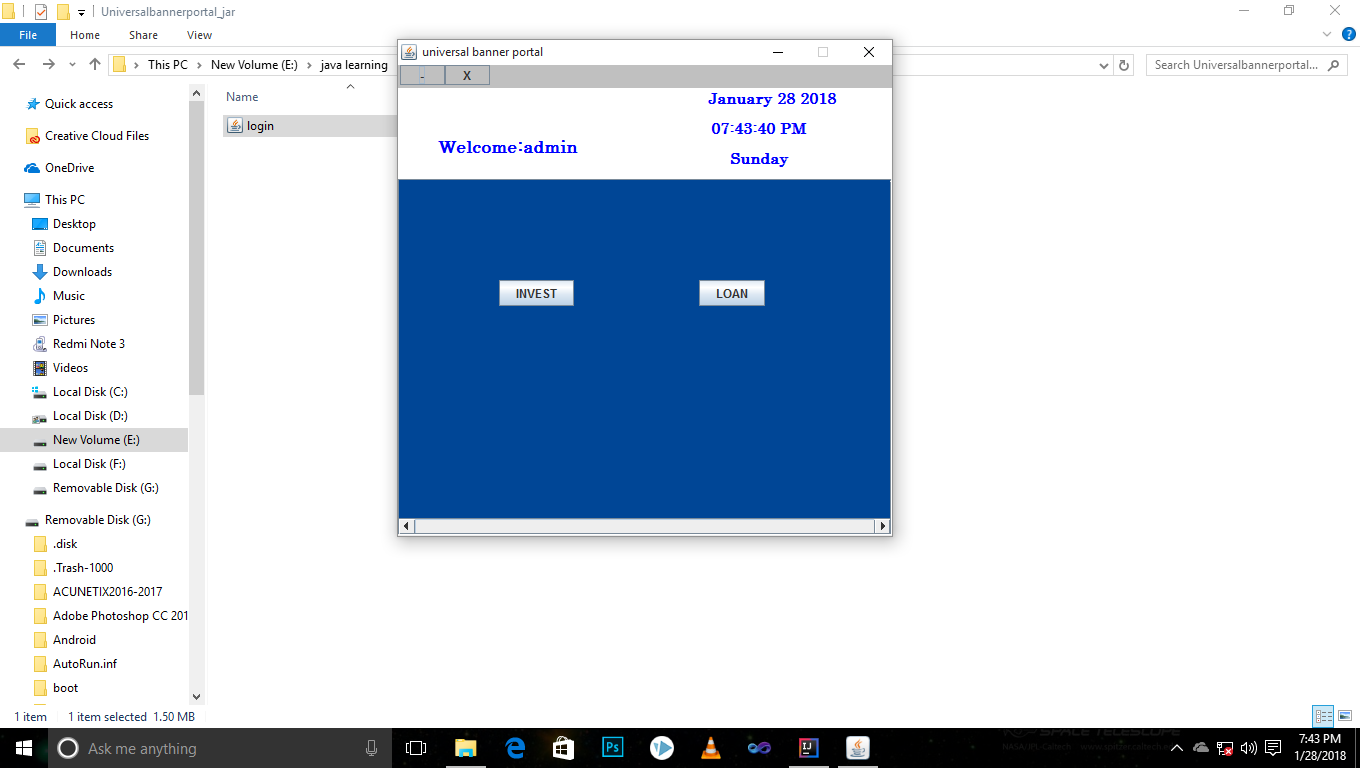 Universalbannerportal_jar
File Home Share View
This PC New Volume (E:) java learning
Search Universalbannerportal...
Quick access
Creative Cloud Files
OneDrive
This PC
Desktop
Documents
Downloads
Music
Pictures
Redmi Note 3
Videos
Local Disk (C:)
Local Disk (D:)
New Volume (E:)
Local Disk (F:)
Removable Disk (G:)
Removable Disk (G:)
.disk
.Trash-1000
ACUNETIX2016-2017
Adobe Photoshop CC 201
Android
AutoRun.inf
boot
Name
login
universal banner portal
- X
January 28 2018
07:43:40 PM
Welcome:admin
Sunday
INVEST LOAN
1 item 1 item selected 1.50 MB
Ask me anything
Ps
IJ
SPACE TELESCOPE
7:43 PM
1/28/2018